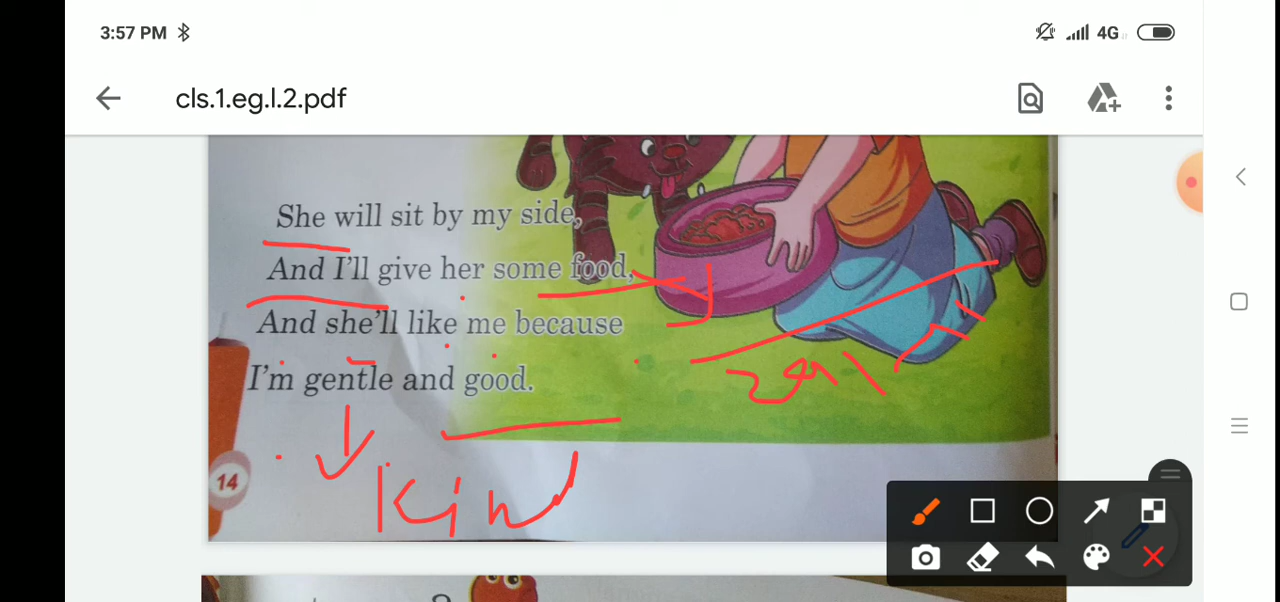 3:57 PM
4G
cls.1.eg.l.2.pdf
She will sit by my side,
And I'll give her some food,
And she'll like me because
I'm gentle and good.
14